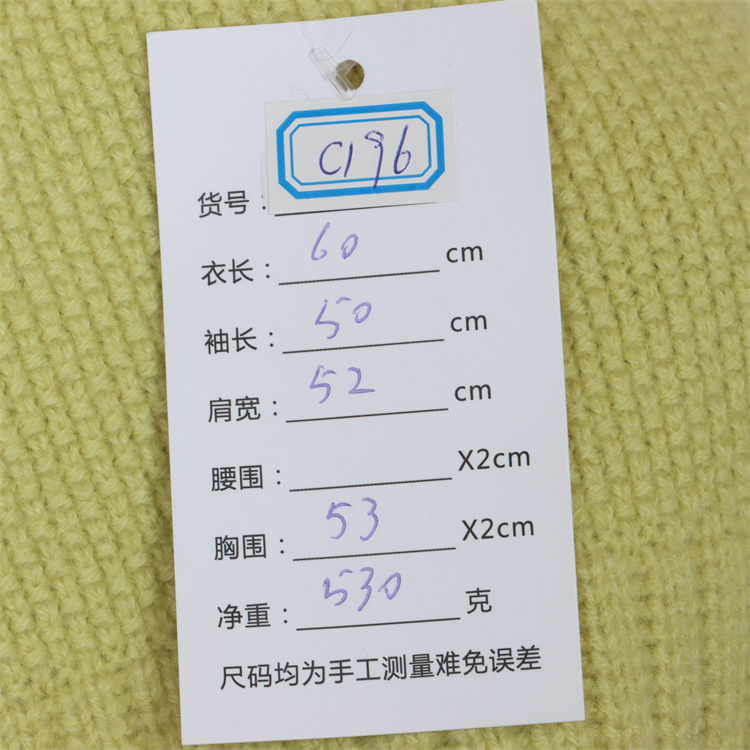 货号： C196
衣长： 60 cm
袖长： 50 cm
肩宽： 52 cm
腰围： X2cm
胸围： 53 X2cm
净重： 530 克
尺码均为手工测量难免误差